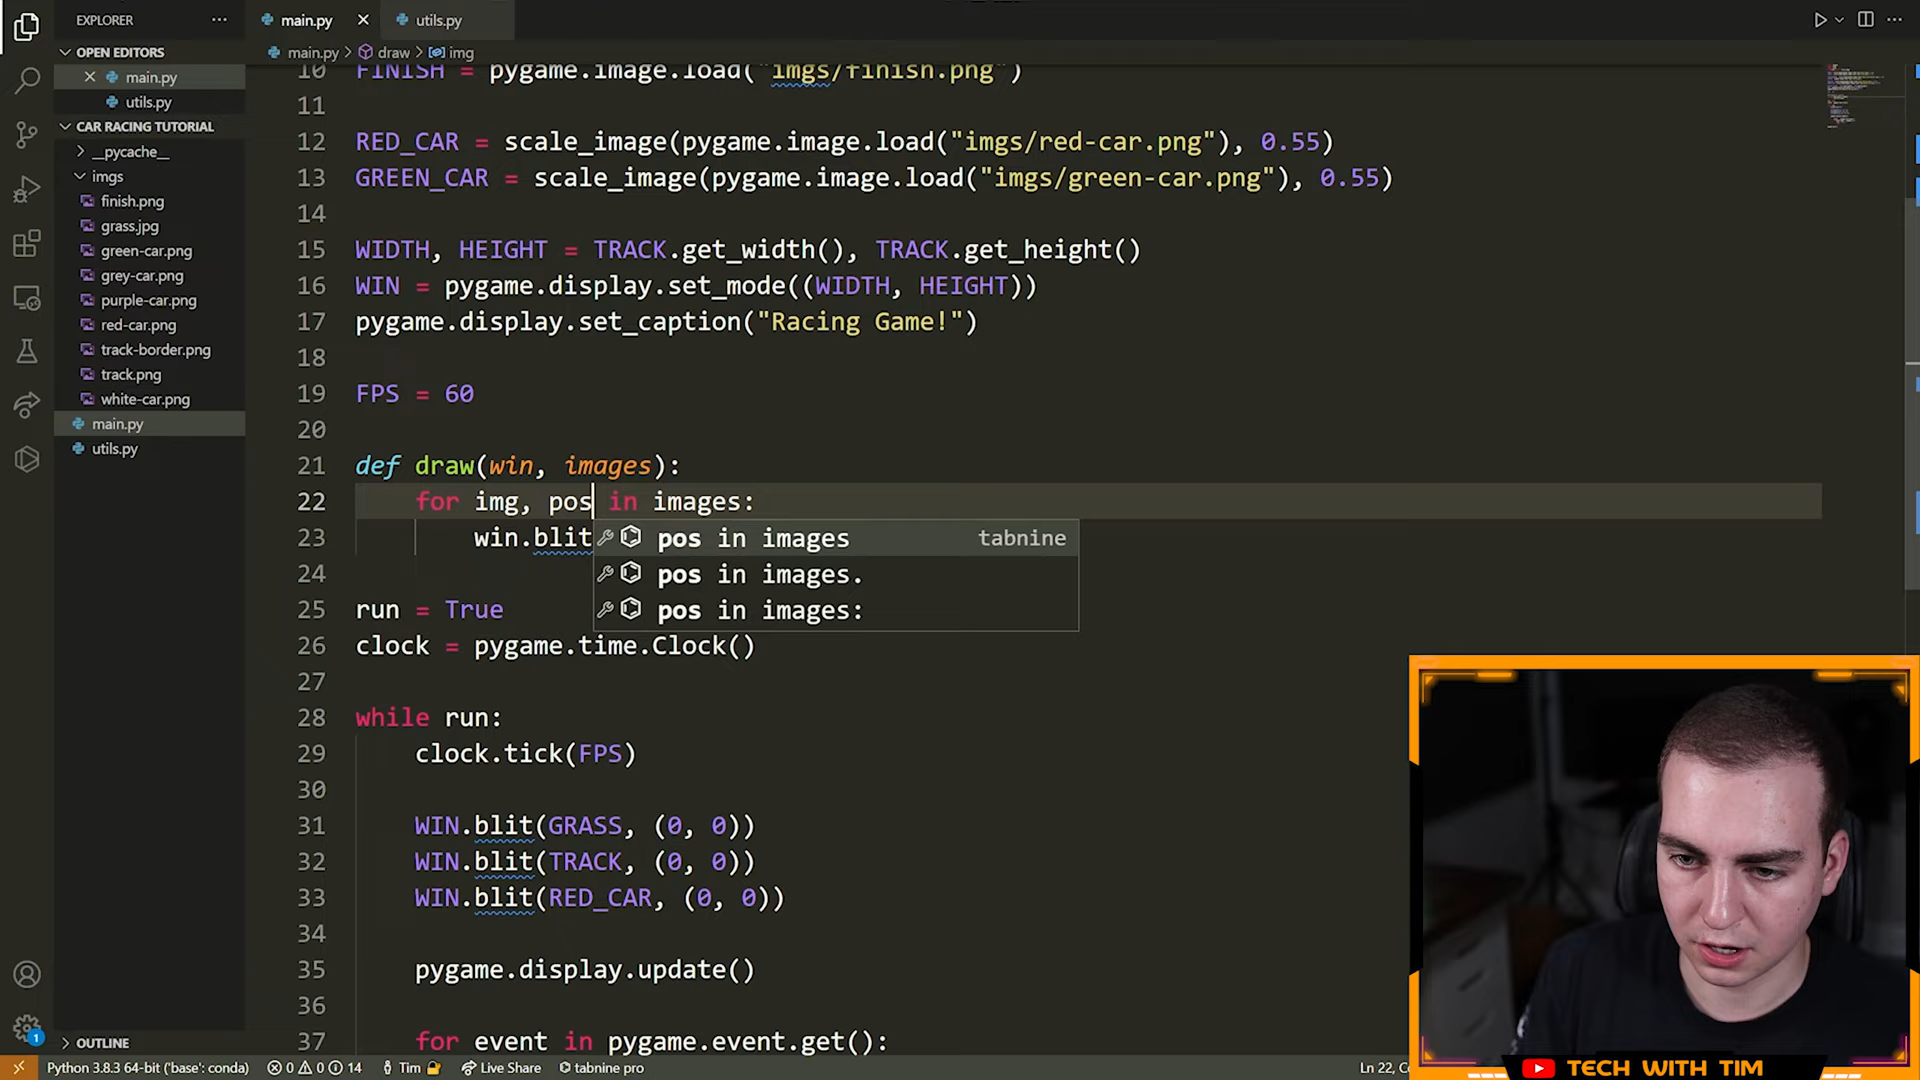 EXPLORER
main.py
utils.py
OPEN EDITORS
main.py > draw > img
main.py
utils.py
10 FINISH = pygame.image.load("imgs/finish.png")
CAR RACING TUTORIAL
11
__pycache__
12 RED_CAR = scale_image(pygame.image.load("imgs/red-car.png"), 0.55)
imgs
13 GREEN_CAR = scale_image(pygame.image.load("imgs/green-car.png"), 0.55)
finish.png
14
grass.jpg
green-car.png
15 WIDTH, HEIGHT = TRACK.get_width(), TRACK.get_height()
grey-car.png
16 WIN = pygame.display.set_mode((WIDTH, HEIGHT))
purple-car.png
17 pygame.display.set_caption("Racing Game!")
red-car.png
18
track-border.png
track.png
19 FPS = 60
white-car.png
main.py
20
utils.py
21 def draw(win, images):
22 for img, pos in images:
23 win.blit
pos in images tabnine
24
pos in images.
25 run = True
pos in images:
26 clock = pygame.time.Clock()
27
28 while run:
29 clock.tick(FPS)
30
31 WIN.blit(GRASS, (0, 0))
32 WIN.blit(TRACK, (0, 0))
33 WIN.blit(RED_CAR, (0, 0))
34
35 pygame.display.update()
36
37 for event in pygame.event.get():
OUTLINE
1
Python 3.8.3 64-bit ('base': conda) 0 0 14 Tim Live Share tabnine pro Ln 22, C
TECH WITH TIM